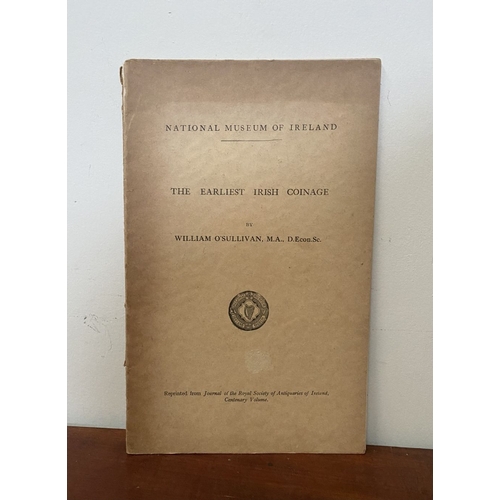 NATIONAL MUSEUM OF IRELAND
THE EARLIEST IRISH COINAGE
BY
WILLIAM O'SULLIVAN, M.A., D.Econ.Sc.
Reprinted from Journal of the Royal Society of Antiquaries of Ireland,
Centenary Volume.